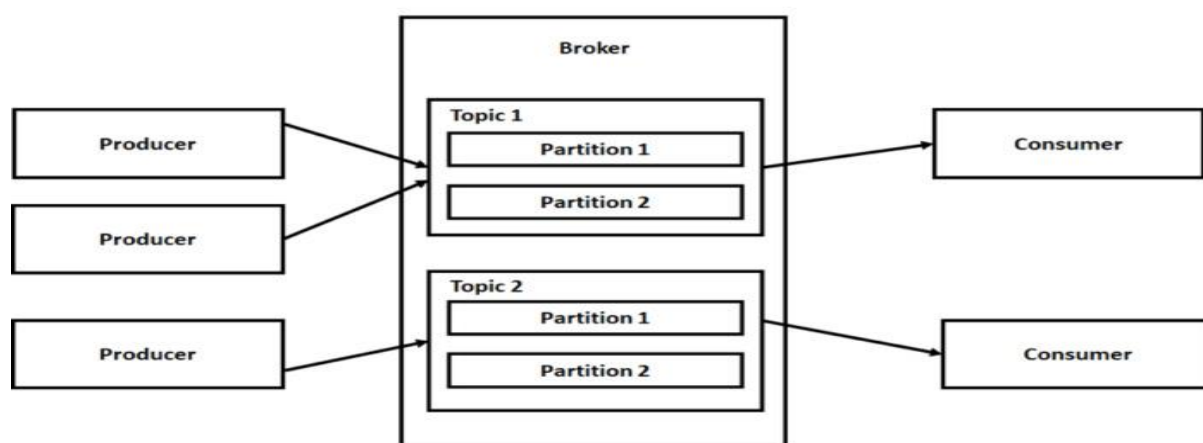 Broker
Producer
Producer
Producer
Topic 1
Partition 1
Partition 2
Topic 2
Partition 1
Partition 2
Consumer
Consumer